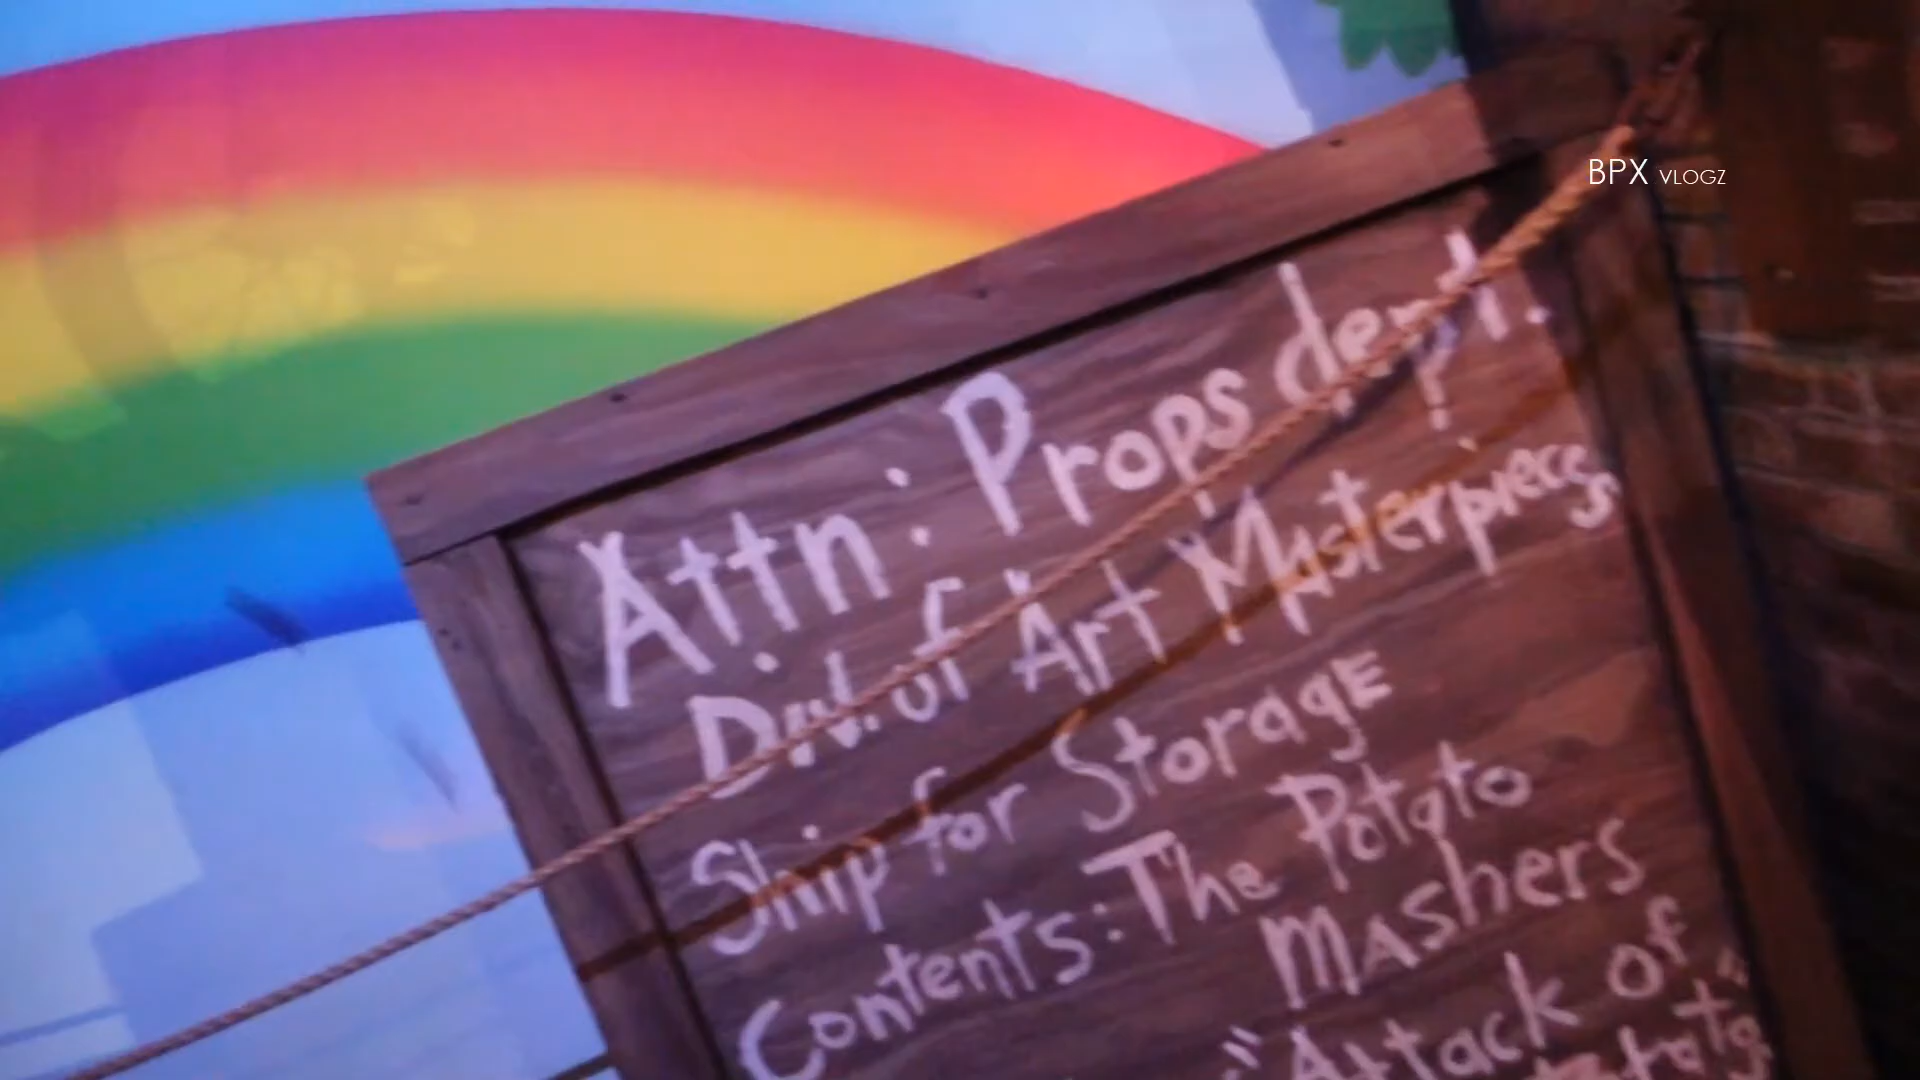 BPX VLOGZ
Attn: Props dept.
Div. of Art Masterpieces
Ship for Storage
Contents: The Potato
Mashers
"Attack of